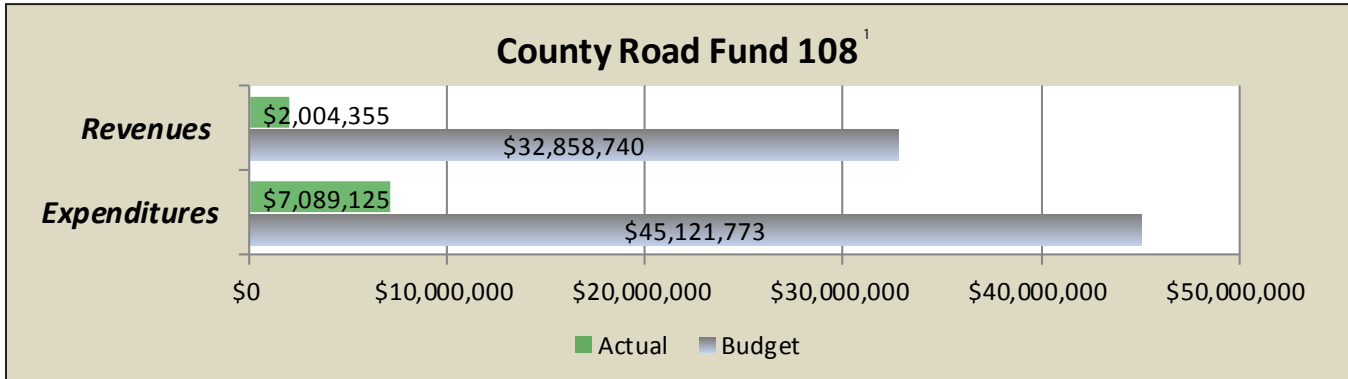 County Road Fund 108 1
Revenues
$2,004,355
$32,858,740
Expenditures
$7,089,125
$45,121,773
$0 $10,000,000 $20,000,000 $30,000,000 $40,000,000 $50,000,000
Actual Budget